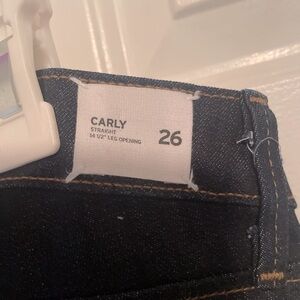 CARLY
STRAIGHT
14 1/2" LEG OPENING
26